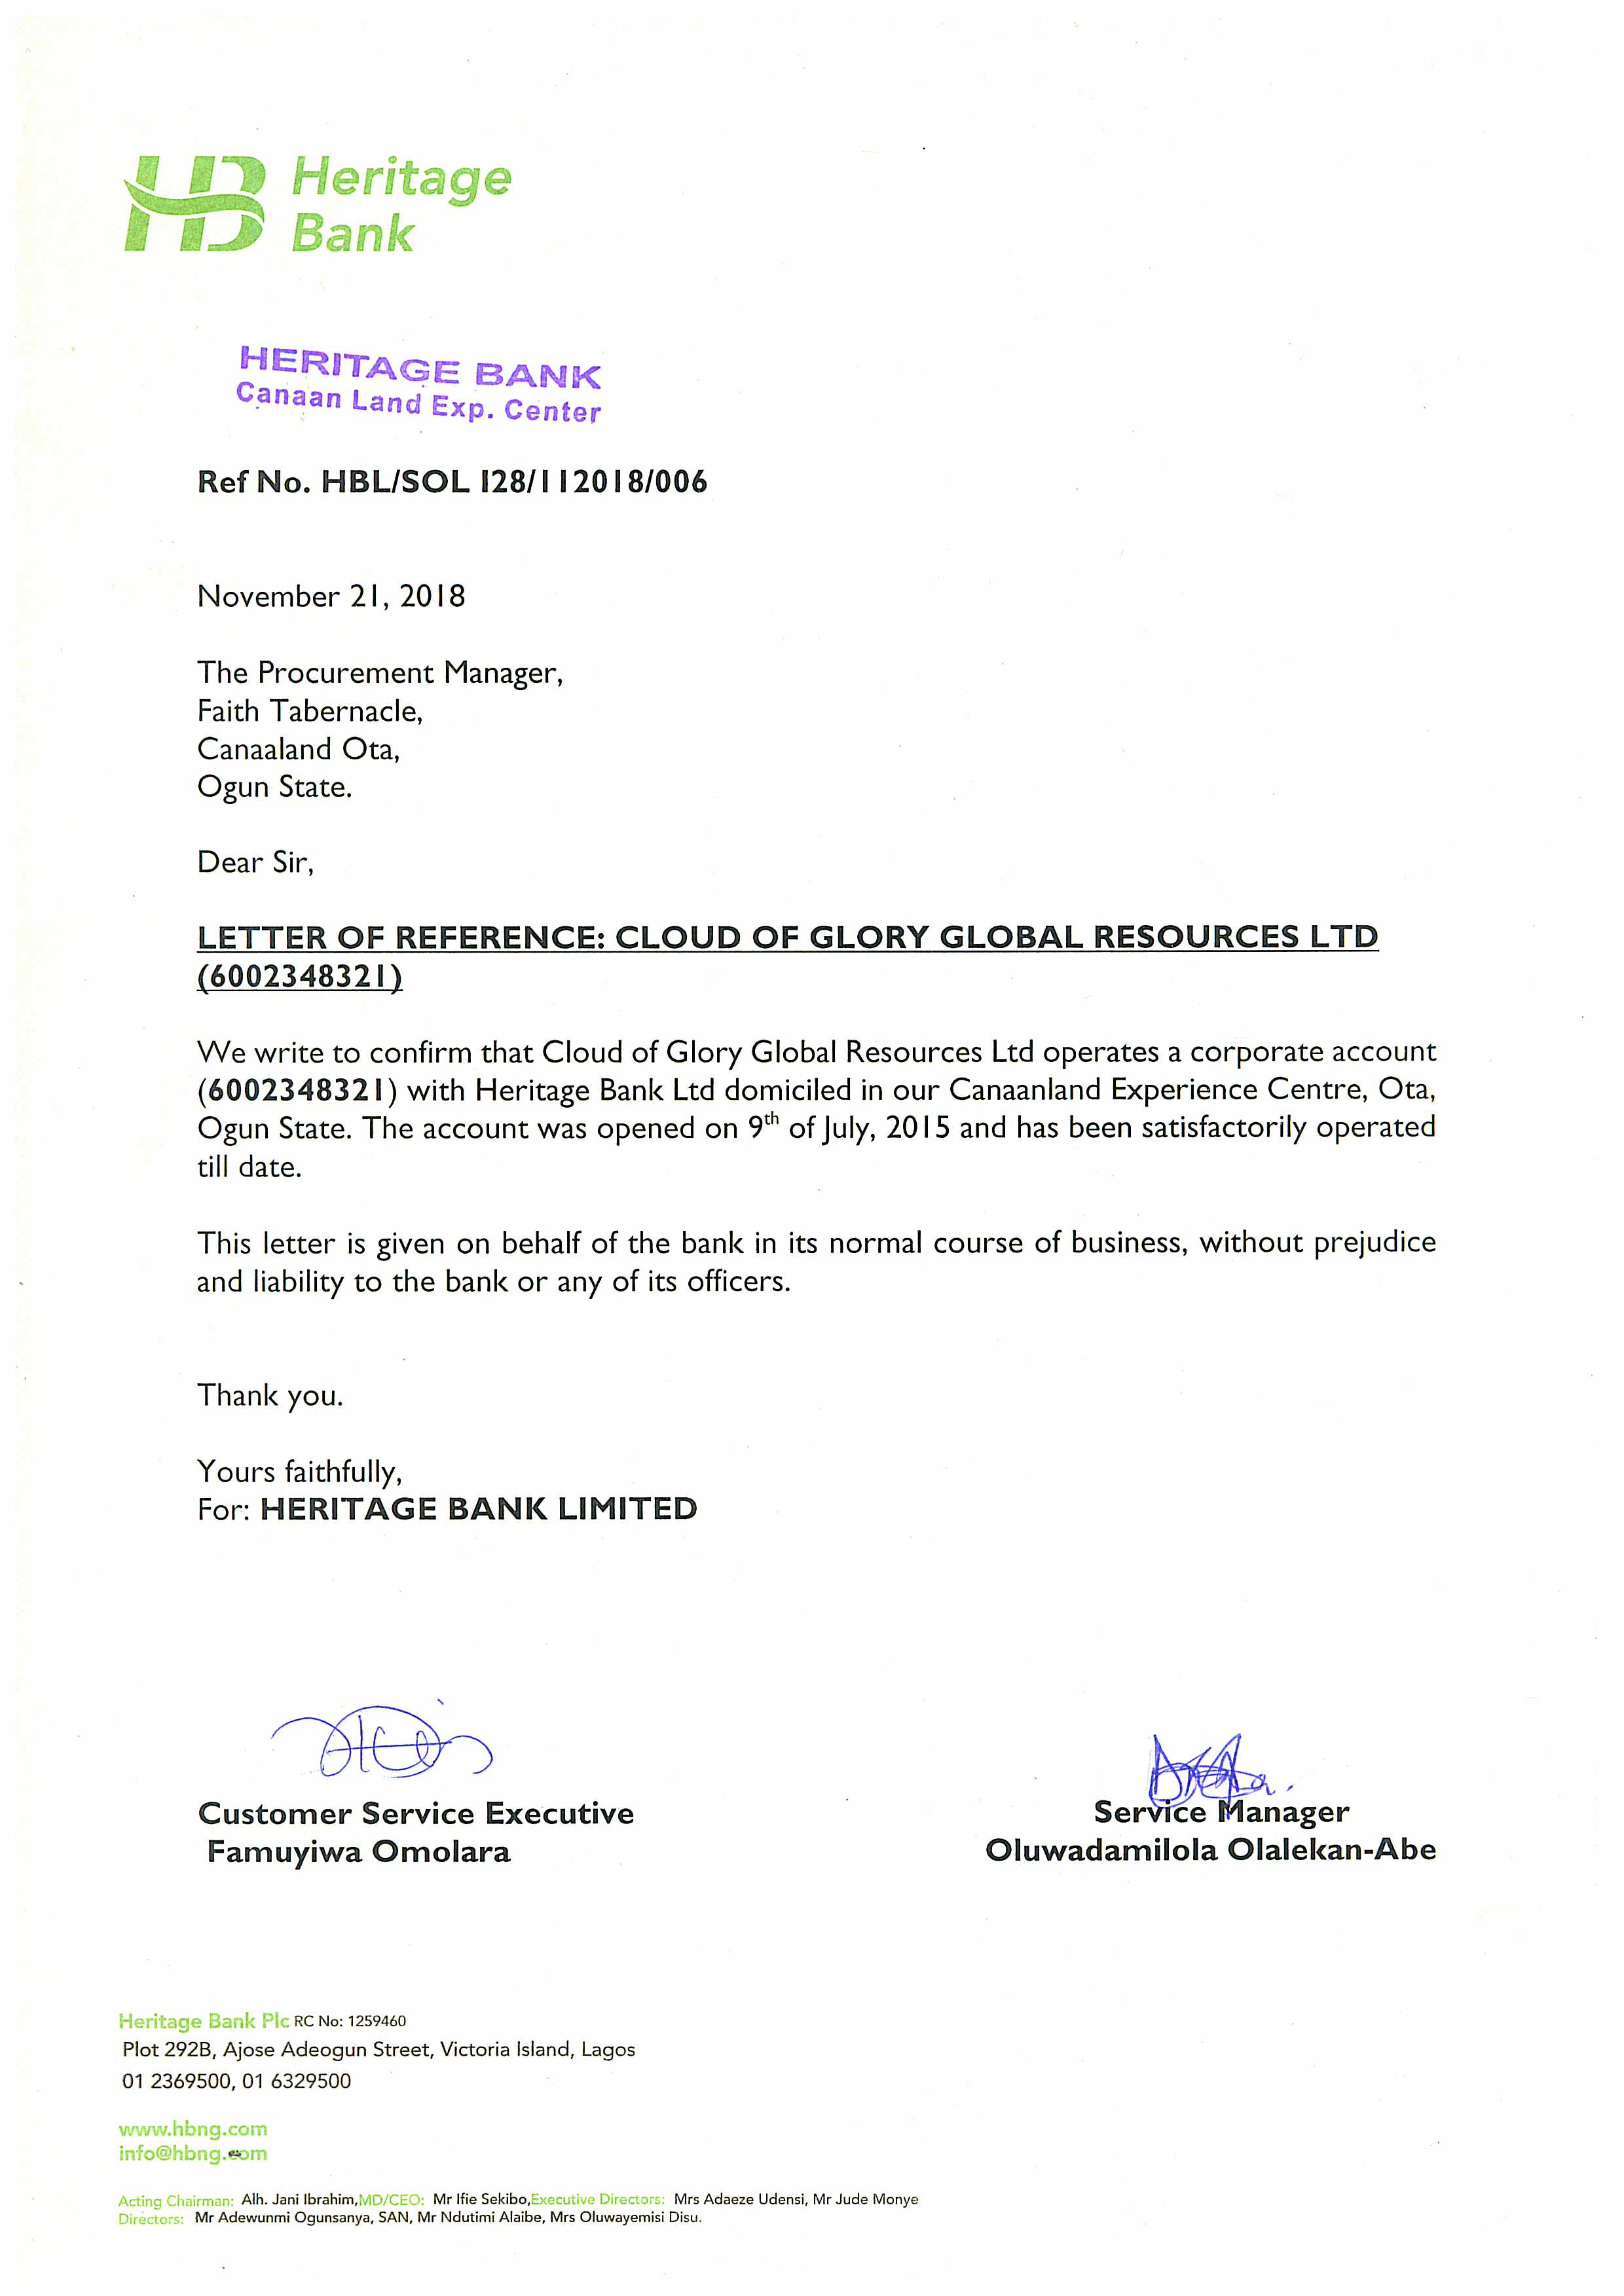 Heritage
Bank
HERITAGE BANK
Canaan Land Exp. Center
Ref No. HBL/SOL 128/112018/006
November 21, 2018
The Procurement Manager,
Faith Tabernacle,
Canaaland Ota,
Ogun State.
Dear Sir,
LETTER OF REFERENCE: CLOUD OF GLORY GLOBAL RESOURCES LTD
(6002348321)
We write to confirm that Cloud of Glory Global Resources Ltd operates a corporate account
(6002348321) with Heritage Bank Ltd domiciled in our Canaanland Experience Centre, Ota,
Ogun State. The account was opened on 9th of July, 2015 and has been satisfactorily operated
till date.
This letter is given on behalf of the bank in its normal course of business, without prejudice
and liability to the bank or any of its officers.
Thank you.
Yours faithfully,
For: HERITAGE BANK LIMITED
Customer Service Executive
Famuyiwa Omolara
Service Manager
Oluwadamilola Olalekan-Abe
Heritage Bank Plc RC No: 1259460
Plot 292B, Ajose Adeogun Street, Victoria Island, Lagos
01 2369500, 01 6329500
www.hbng.com
info@hbng.com
Acting Chairman: Alh. Jani Ibrahim,MD/CEO: Mr Ifie Sekibo,Executive Directors: Mrs Adaeze Udensi, Mr Jude Monye
Directors: Mr Adewunmi Ogunsanya, SAN, Mr Ndutimi Alaibe, Mrs Oluwayemisi Disu.